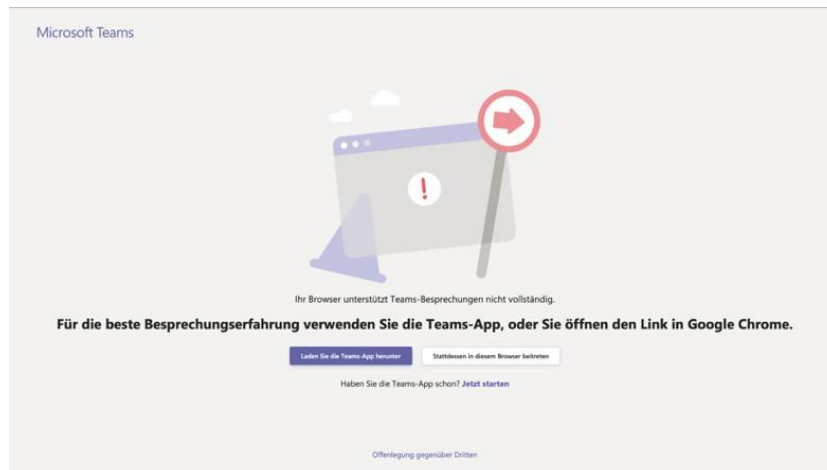 Microsoft Teams
Ihr Browser unterstützt Teams-Besprechungen nicht vollständig.
Für die beste Besprechungserfahrung verwenden Sie die Teams-App, oder Sie öffnen den Link in Google Chrome.
Laden Sie die Teams-App herunter
Stattdessen in diesem Browser beitreten
Haben Sie die Teams-App schon? Jetzt starten
Offenlegung gegenüber Dritten